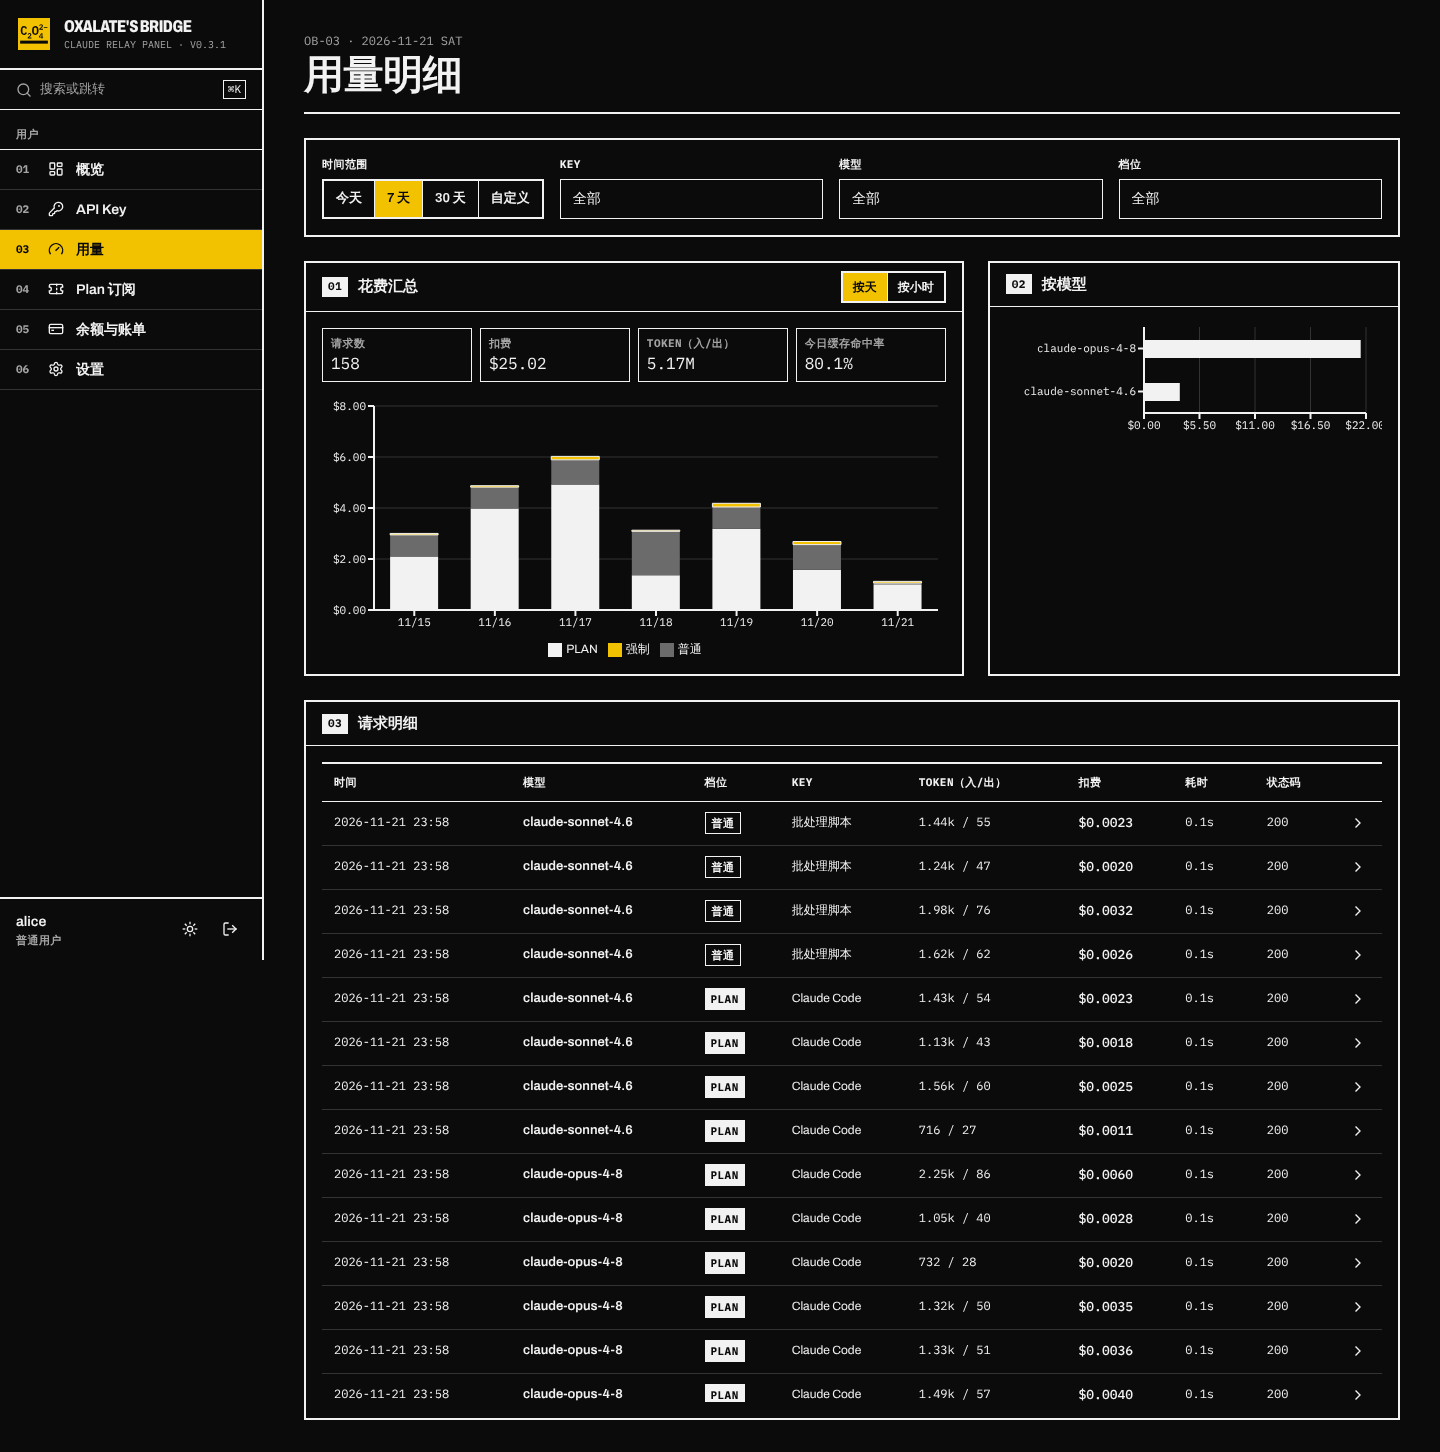 C₂O₄²⁻
OXALATE'S BRIDGE
CLAUDE RELAY PANEL · V0.3.1
搜索或跳转 ⌘K
用户
01 概览
02 API Key
03 用量
04 Plan 订阅
05 余额与账单
06 设置
alice
普通用户
OB-03 · 2026-11-21 SAT
用量明细
时间范围 KEY 模型 档位
今天 7 天 30 天 自定义 全部 全部 全部
01 花费汇总 按天 按小时
请求数 扣费 TOKEN（入/出） 今日缓存命中率
158 $25.02 5.17M 80.1%
$8.00
$6.00
$4.00
$2.00
$0.00
11/15 11/16 11/17 11/18 11/19 11/20 11/21
PLAN 强制 普通
02 按模型
claude-opus-4-8
claude-sonnet-4.6
$0.00 $5.50 $11.00 $16.50 $22.00
03 请求明细
时间 模型 档位 KEY TOKEN（入/出） 扣费 耗时 状态码
2026-11-21 23:58 claude-sonnet-4.6 普通 批处理脚本 1.44k / 55 $0.0023 0.1s 200
2026-11-21 23:58 claude-sonnet-4.6 普通 批处理脚本 1.24k / 47 $0.0020 0.1s 200
2026-11-21 23:58 claude-sonnet-4.6 普通 批处理脚本 1.98k / 76 $0.0032 0.1s 200
2026-11-21 23:58 claude-sonnet-4.6 普通 批处理脚本 1.62k / 62 $0.0026 0.1s 200
2026-11-21 23:58 claude-sonnet-4.6 PLAN Claude Code 1.43k / 54 $0.0023 0.1s 200
2026-11-21 23:58 claude-sonnet-4.6 PLAN Claude Code 1.13k / 43 $0.0018 0.1s 200
2026-11-21 23:58 claude-sonnet-4.6 PLAN Claude Code 1.56k / 60 $0.0025 0.1s 200
2026-11-21 23:58 claude-sonnet-4.6 PLAN Claude Code 716 / 27 $0.0011 0.1s 200
2026-11-21 23:58 claude-opus-4-8 PLAN Claude Code 2.25k / 86 $0.0060 0.1s 200
2026-11-21 23:58 claude-opus-4-8 PLAN Claude Code 1.05k / 40 $0.0028 0.1s 200
2026-11-21 23:58 claude-opus-4-8 PLAN Claude Code 732 / 28 $0.0020 0.1s 200
2026-11-21 23:58 claude-opus-4-8 PLAN Claude Code 1.32k / 50 $0.0035 0.1s 200
2026-11-21 23:58 claude-opus-4-8 PLAN Claude Code 1.33k / 51 $0.0036 0.1s 200
2026-11-21 23:58 claude-opus-4-8 PLAN Claude Code 1.49k / 57 $0.0040 0.1s 200